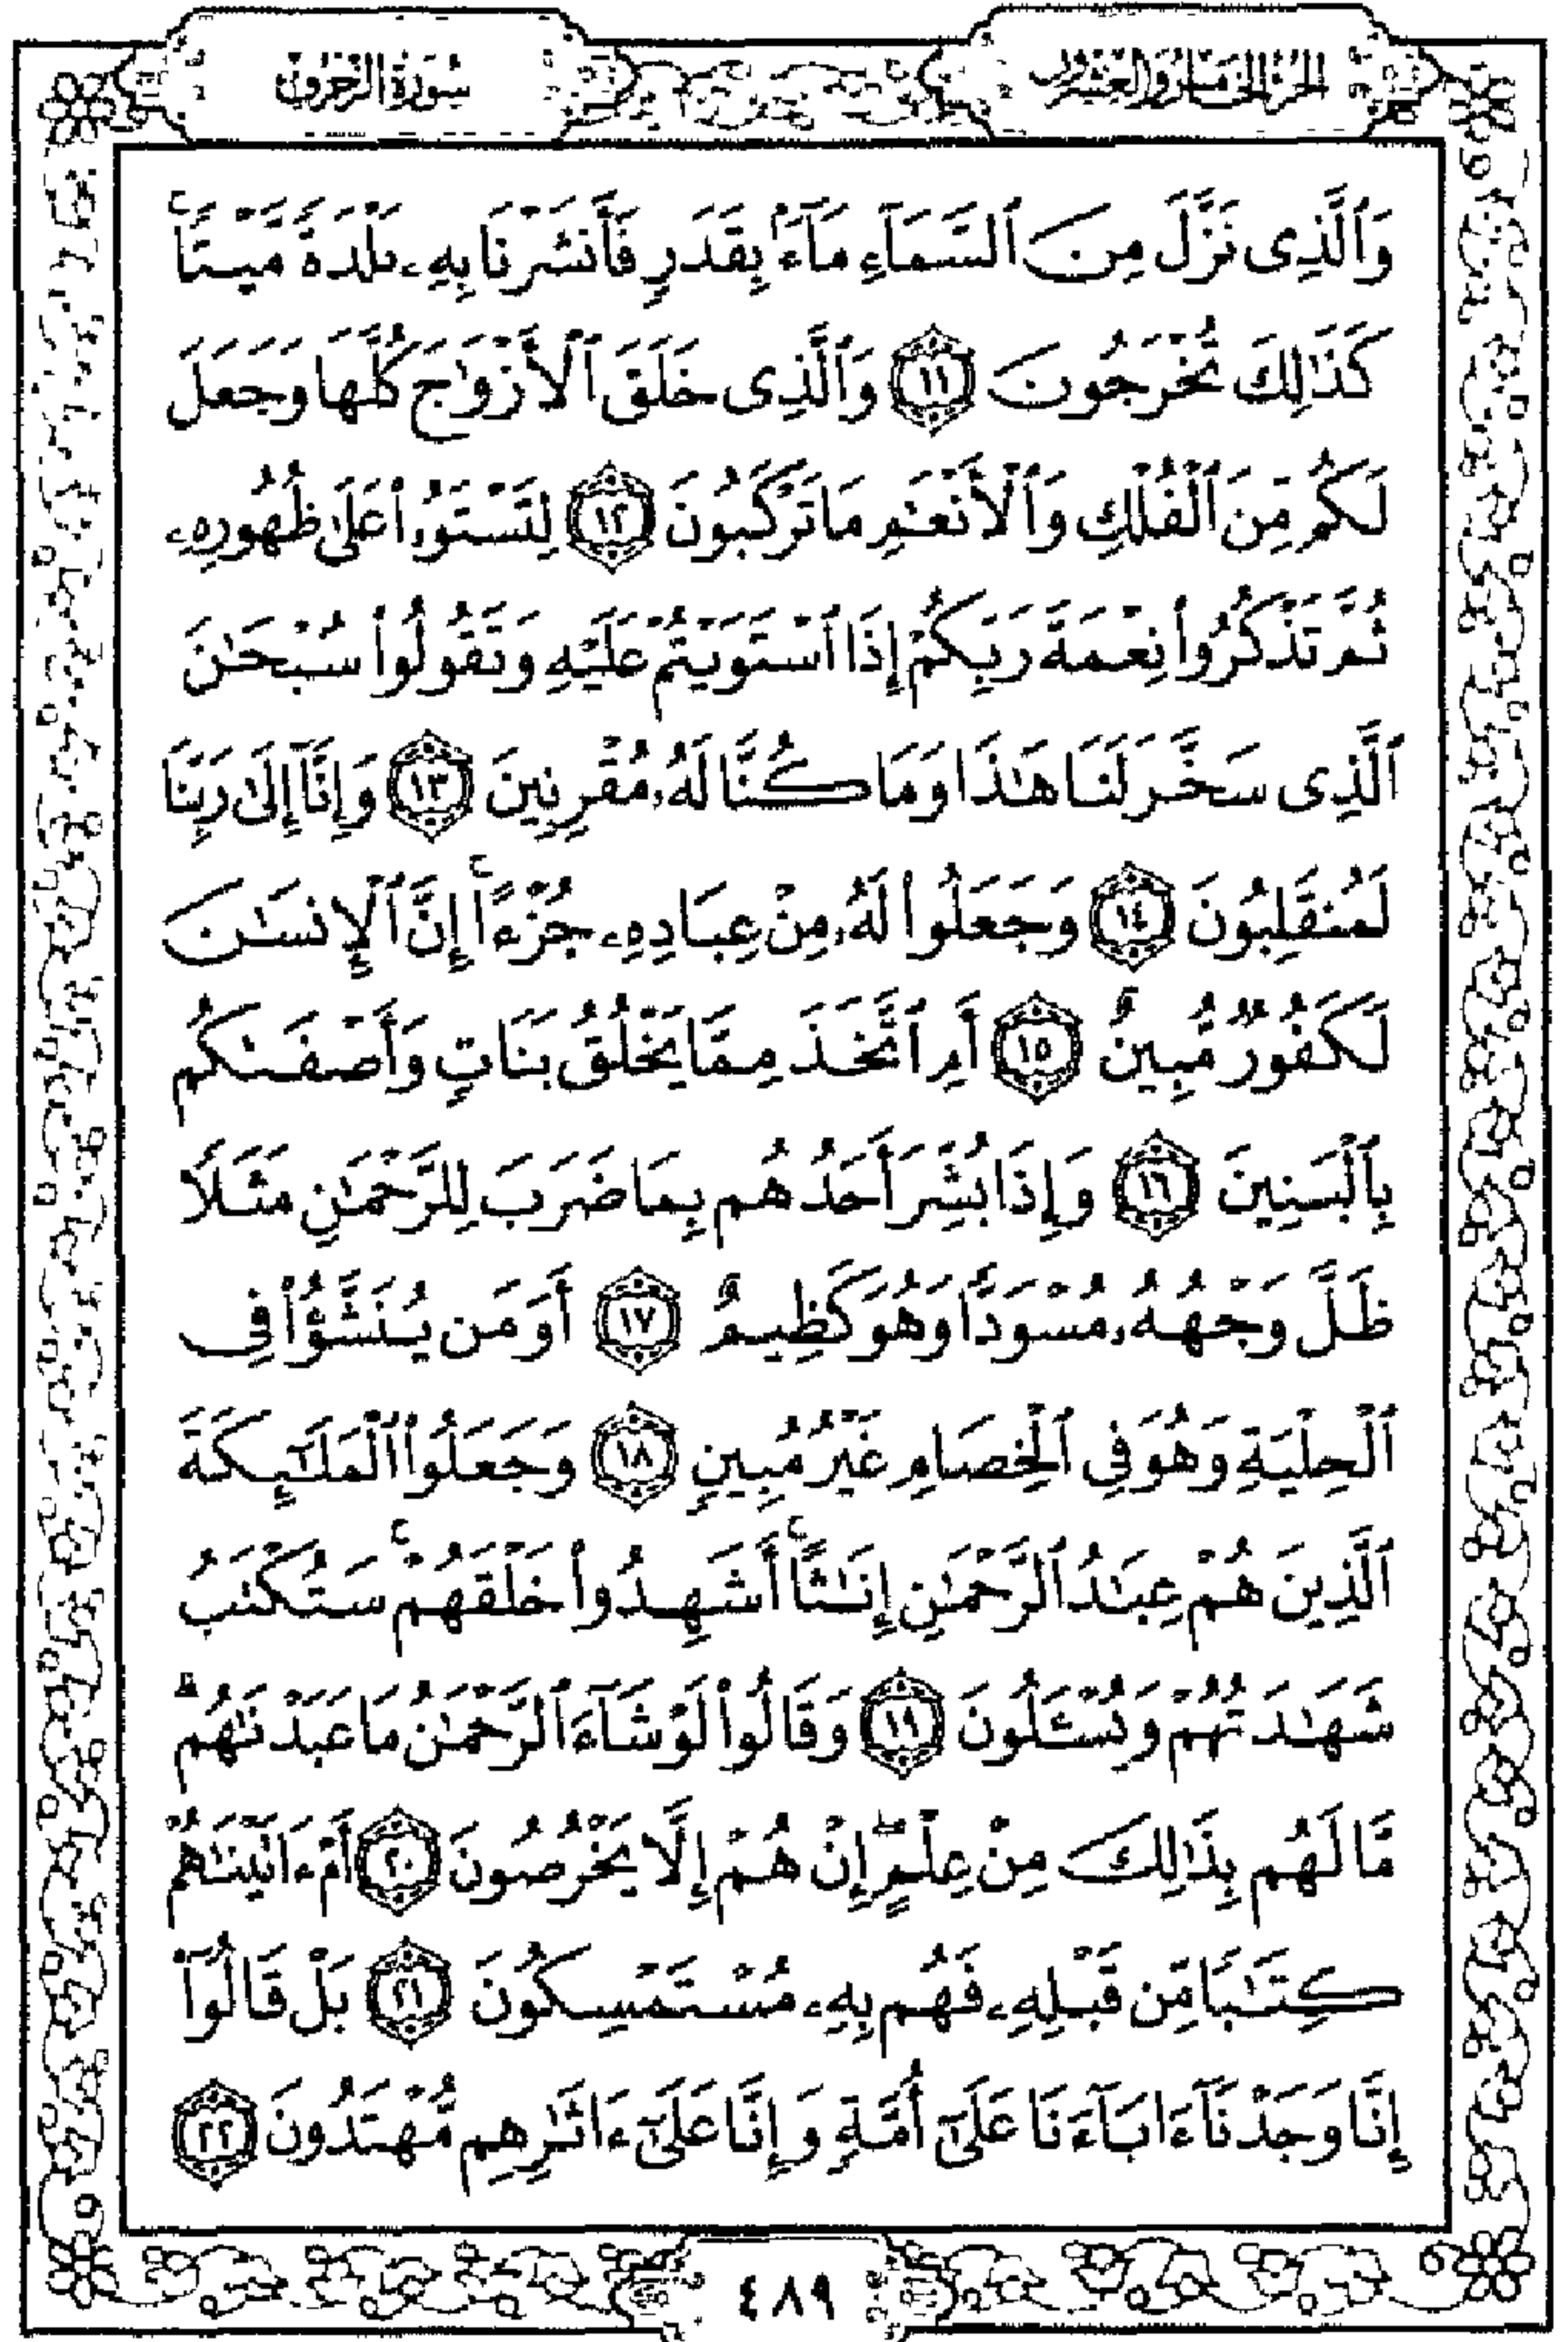 الجزء الخامس والعشرون
سورة الزخرف
وَٱلَّذِى نَزَّلَ مِنَ ٱلسَّمَآءِ مَآءًۢ بِقَدَرٍ فَأَنشَرْنَا بِهِۦ بَلْدَةً مَّيْتًا ۚ
كَذَٰلِكَ تُخْرَجُونَ ١١ وَٱلَّذِى خَلَقَ ٱلْأَزْوَٰجَ كُلَّهَا وَجَعَلَ
لَكُم مِّنَ ٱلْفُلْكِ وَٱلْأَنْعَٰمِ مَا تَرْكَبُونَ ١٢ لِتَسْتَوُۥا۟ عَلَىٰ ظُهُورِهِۦ
ثُمَّ تَذْكُرُوا۟ نِعْمَةَ رَبِّكُمْ إِذَا ٱسْتَوَيْتُمْ عَلَيْهِ وَتَقُولُوا۟ سُبْحَٰنَ
ٱلَّذِى سَخَّرَ لَنَا هَٰذَا وَمَا كُنَّا لَهُۥ مُقْرِنِينَ ١٣ وَإِنَّآ إِلَىٰ رَبِّنَا
لَمُنقَلِبُونَ ١٤ وَجَعَلُوا۟ لَهُۥ مِنْ عِبَادِهِۦ جُزْءًا ۚ إِنَّ ٱلْإِنسَٰنَ
لَكَفُورٌ مُّبِينٌ ١٥ أَمِ ٱتَّخَذَ مِمَّا يَخْلُقُ بَنَاتٍ وَأَصْفَىٰكُم
بِٱلْبَنِينَ ١٦ وَإِذَا بُشِّرَ أَحَدُهُم بِمَا ضَرَبَ لِلرَّحْمَٰنِ مَثَلًا
ظَلَّ وَجْهُهُۥ مُسْوَدًّا وَهُوَ كَظِيمٌ ١٧ أَوَمَن يُنَشَّؤُا۟ فِى
ٱلْحِلْيَةِ وَهُوَ فِى ٱلْخِصَامِ غَيْرُ مُبِينٍ ١٨ وَجَعَلُوا۟ ٱلْمَلَٰٓئِكَةَ
ٱلَّذِينَ هُمْ عِبَٰدُ ٱلرَّحْمَٰنِ إِنَٰثًا ۚ أَشَهِدُوا۟ خَلْقَهُمْ ۚ سَتُكْتَبُ
شَهَٰدَتُهُمْ وَيُسْـَٔلُونَ ١٩ وَقَالُوا۟ لَوْ شَآءَ ٱلرَّحْمَٰنُ مَا عَبَدْنَٰهُم ۗ
مَّا لَهُم بِذَٰلِكَ مِنْ عِلْمٍ ۖ إِنْ هُمْ إِلَّا يَخْرُصُونَ ٢٠ أَمْ ءَاتَيْنَٰهُمْ
كِتَٰبًا مِّن قَبْلِهِۦ فَهُم بِهِۦ مُسْتَمْسِكُونَ ٢١ بَلْ قَالُوٓا۟
إِنَّا وَجَدْنَآ ءَابَآءَنَا عَلَىٰٓ أُمَّةٍ وَإِنَّا عَلَىٰٓ ءَاثَٰرِهِم مُّهْتَدُونَ ٢٢
٤٨٩